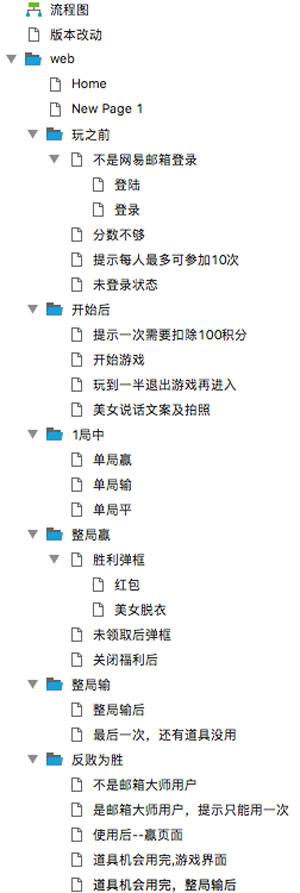 流程图
版本改动
web
Home
New Page 1
玩之前
不是网易邮箱登录
登陆
登录
分数不够
提示每人最多可参加10次
未登录状态
开始后
提示一次需要扣除100积分
开始游戏
玩到一半退出游戏再进入
美女说话文案及拍照
1局中
单局赢
单局输
单局平
整局赢
胜利弹框
红包
美女脱衣
未领取后弹框
关闭福利后
整局输
整局输后
最后一次，还有道具没用
反败为胜
不是邮箱大师用户
是邮箱大师用户，提示只能用一次
使用后--赢页面
道具机会用完,游戏界面
道具机会用完，整局输后